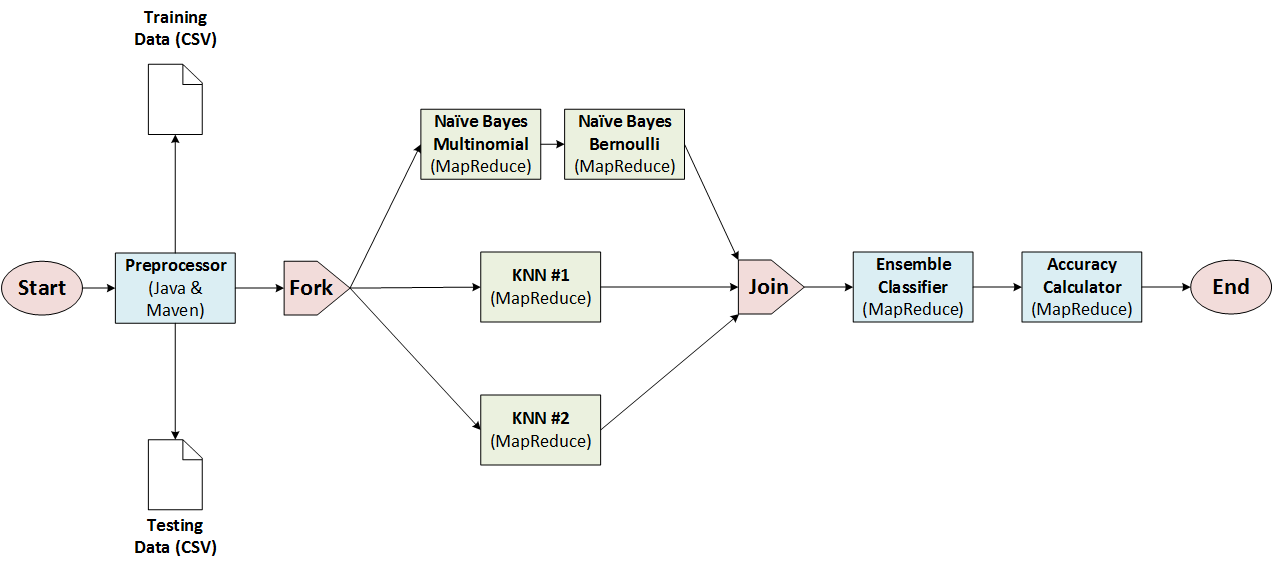 Training
Data (CSV)
Naïve Bayes
Multinomial
(MapReduce)
Naïve Bayes
Bernoulli
(MapReduce)
Start
Preprocessor
(Java &
Maven)
Fork
KNN #1
(MapReduce)
Join
Ensemble
Classifier
(MapReduce)
Accuracy
Calculator
(MapReduce)
End
KNN #2
(MapReduce)
Testing
Data (CSV)